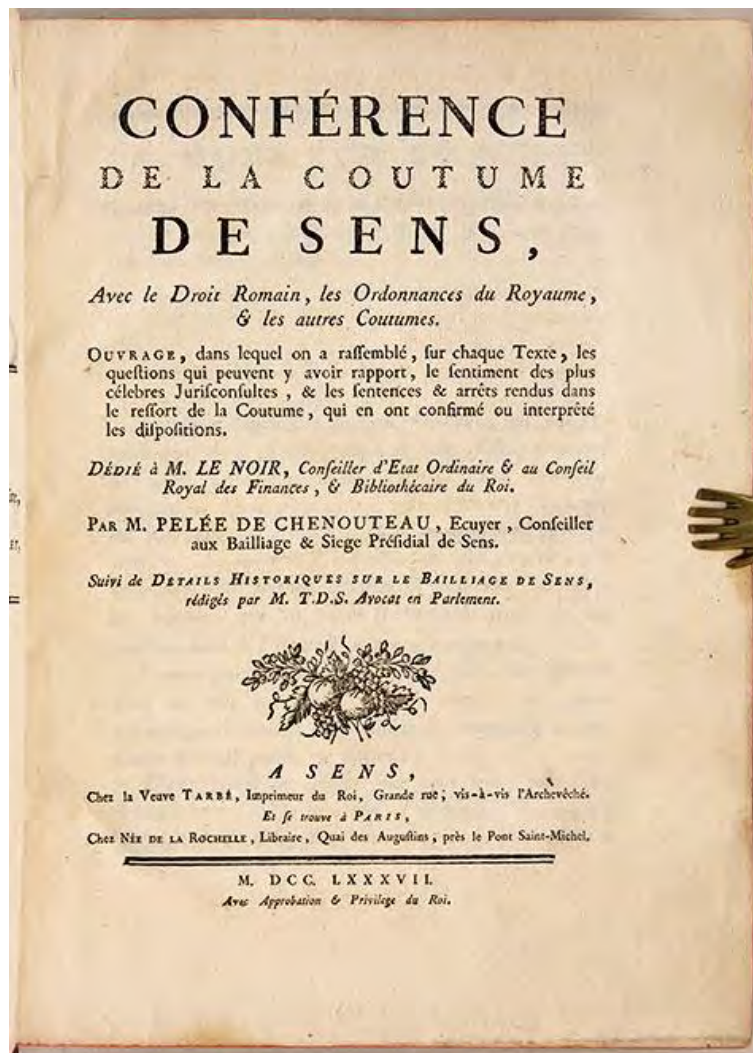 CONFÉRENCE
DE LA COUTUME
DE SENS,
Avec le Droit Romain, les Ordonnances du Royaume,
& les autres Coutumes.
OUVRAGE, dans lequel on a raſſemblé, ſur chaque Texte, les
queſtions qui peuvent y avoir rapport, le ſentiment des plus
célebres Juriſconſultes, & les ſentences & arrêts rendus dans
le reſſort de la Coutume, qui en ont confirmé ou interprété
les diſpoſitions.
DÉDIÉ à M. LE NOIR, Conſeiller d'Etat Ordinaire & au Conſeil
Royal des Finances, & Bibliothécaire du Roi.
PAR M. PELÉE DE CHENOUTEAU, Ecuyer, Conſeiller
aux Bailliage & Siege Préſidial de Sens.
Suivi de DÉTAILS HISTORIQUES SUR LE BAILLIAGE DE SENS,
rédigés par M. T.D.S. Avocat en Parlement.
A SENS,
Chez la Veuve TARBÉ, Imprimeur du Roi, Grande rue, vis-à-vis l'Archevêché.
Et ſe trouve à PARIS,
Chez NÉE DE LA ROCHELLE, Libraire, Quai des Auguſtins, près le Pont Saint-Michel.
M. DCC. LXXXVII.
Avec Approbation & Privilege du Roi.